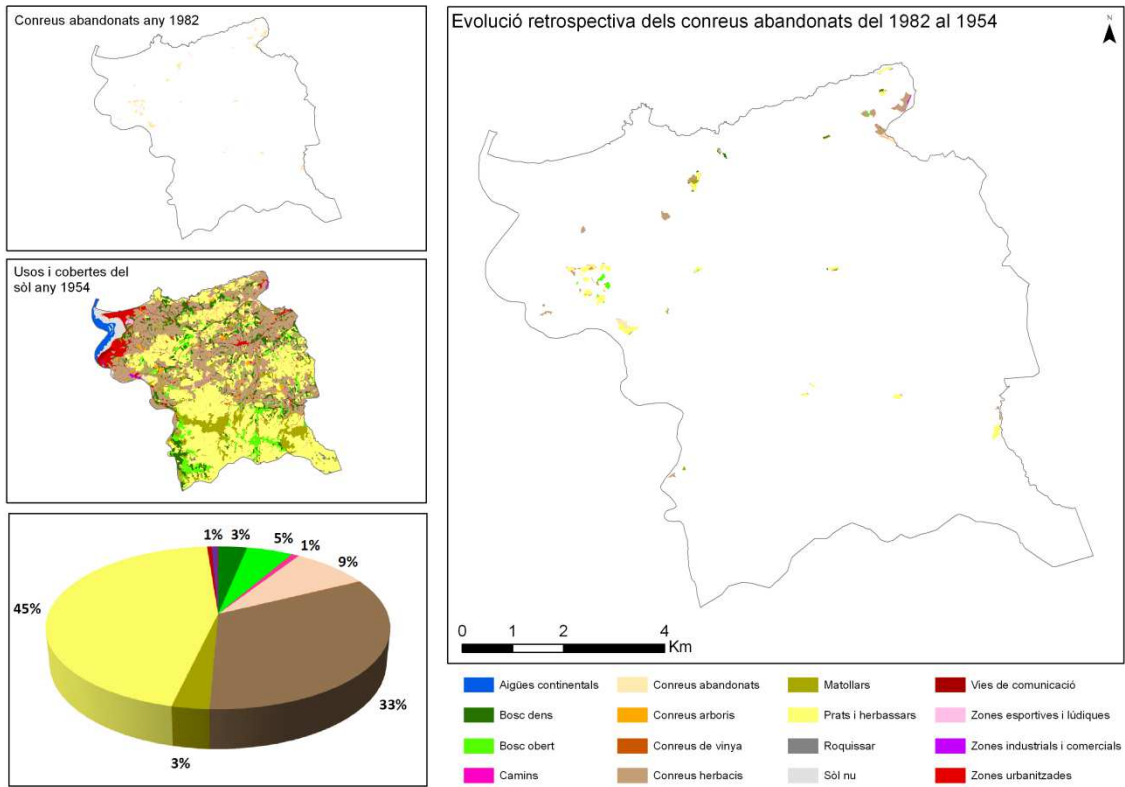 Conreus abandonats any 1982
Evolució retrospectiva dels conreus abandonats del 1982 al 1954
N
Usos i cobertes del
sòl any 1954
1%
3%
5%
1%
9%
45%
33%
3%
0 1 2 4
Km
Aigües continentals
Conreus abandonats
Matollars
Vies de comunicació
Bosc dens
Conreus arboris
Prats i herbassars
Zones esportives i lúdiques
Bosc obert
Conreus de vinya
Roquissar
Zones industrials i comercials
Camins
Conreus herbacis
Sòl nu
Zones urbanitzades